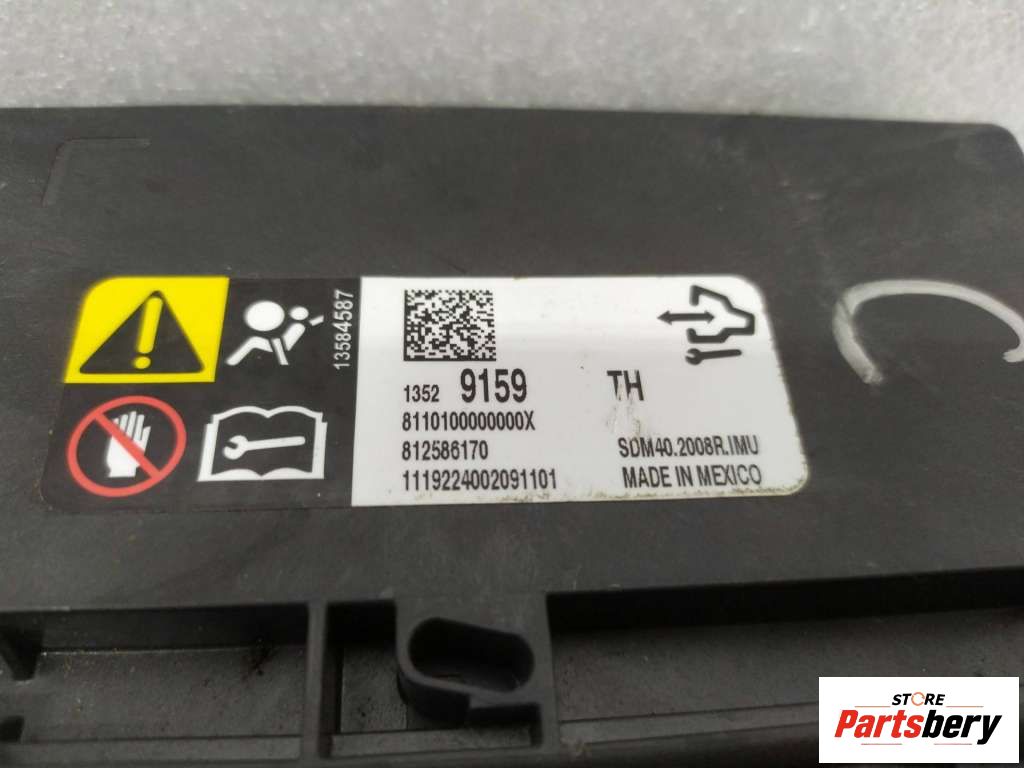 13584587
1352 9159 TH
8110100000000X
812586170 SDM40.2008R.IMU
1119224002091101 MADE IN MEXICO
STORE
Partsbery